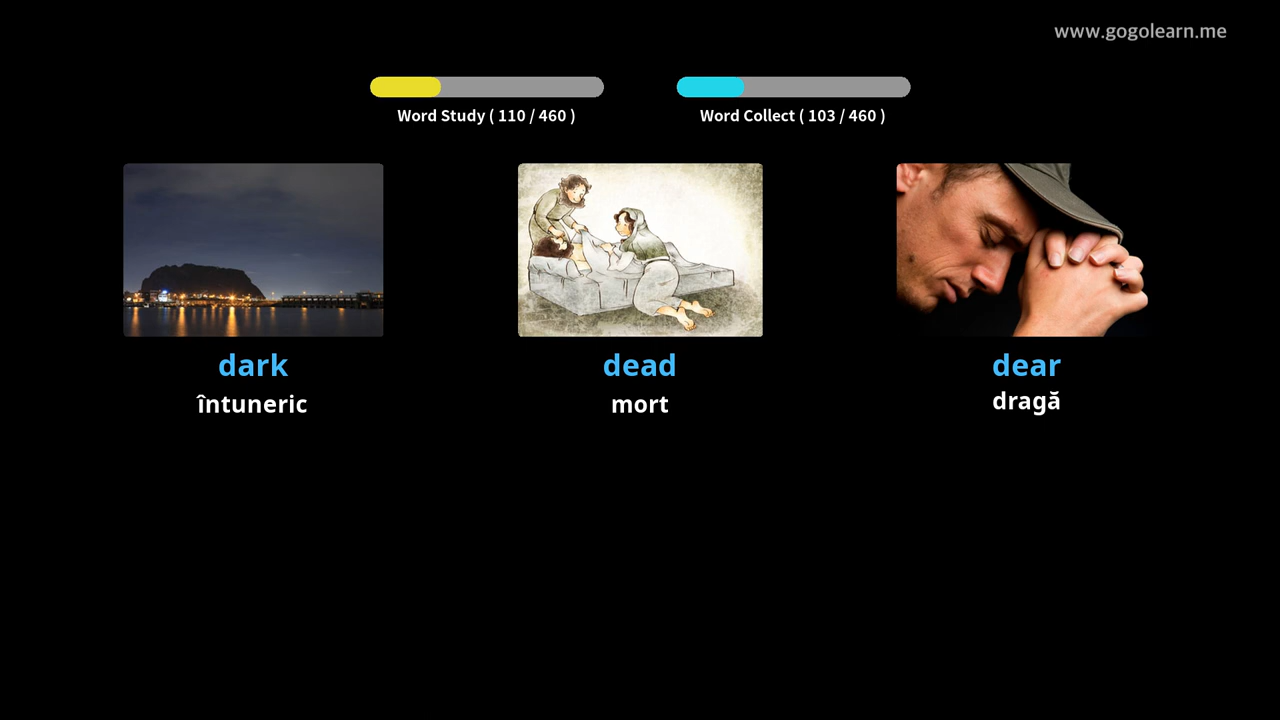 www.gogolearn.me
Word Study ( 110 / 460 )
Word Collect ( 103 / 460 )
dark
întuneric
dead
mort
dear
dragă